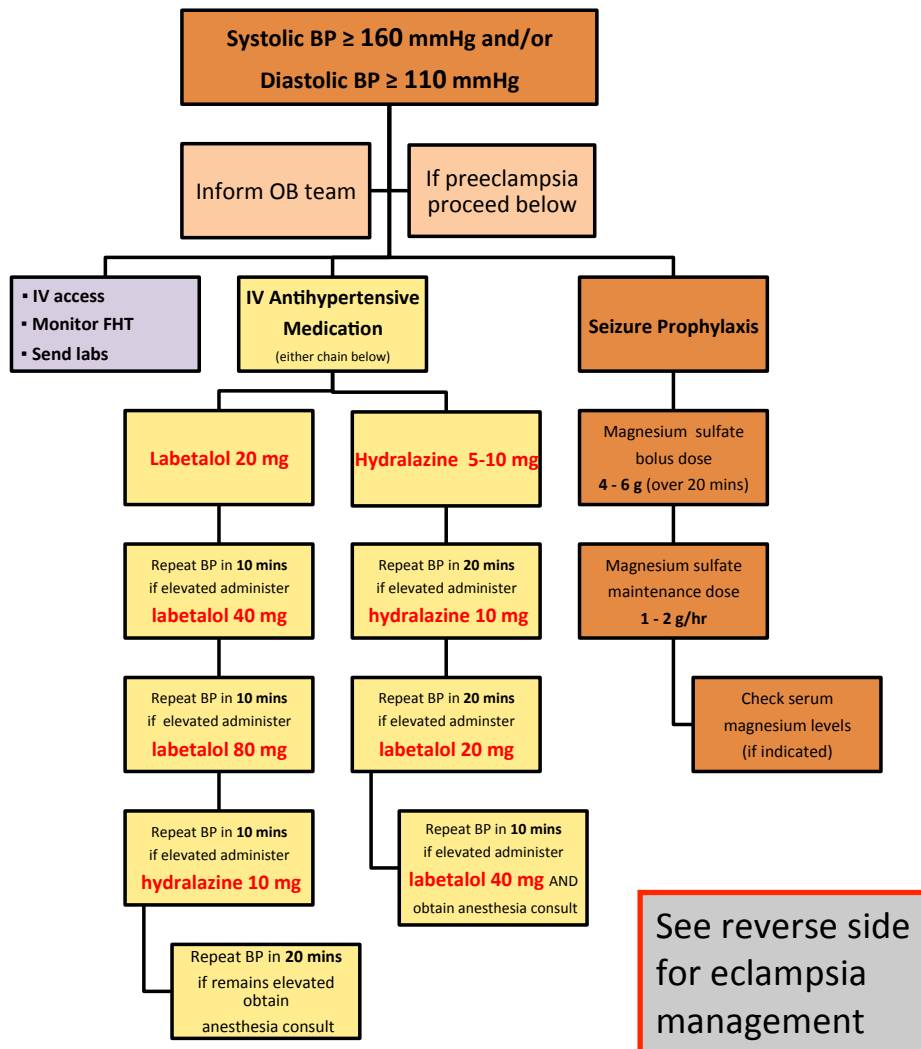 Systolic BP ≥ 160 mmHg and/or
Diastolic BP ≥ 110 mmHg
Inform OB team
If preeclampsia
proceed below
▪ IV access
▪ Monitor FHT
▪ Send labs
IV Antihypertensive
Medication
(either chain below)
Seizure Prophylaxis
Labetalol 20 mg
Repeat BP in 10 mins
if elevated administer
labetalol 40 mg
Repeat BP in 10 mins
if elevated administer
labetalol 80 mg
Repeat BP in 10 mins
if elevated administer
hydralazine 10 mg
Repeat BP in 20 mins
if remains elevated
obtain
anesthesia consult
Hydralazine 5-10 mg
Repeat BP in 20 mins
if elevated administer
hydralazine 10 mg
Repeat BP in 20 mins
if elevated adminster
labetalol 20 mg
Repeat BP in 10 mins
if elevated administer
labetalol 40 mg AND
obtain anesthesia consult
Magnesium sulfate
bolus dose
4 - 6 g (over 20 mins)
Magnesium sulfate
maintenance dose
1 - 2 g/hr
Check serum
magnesium levels
(if indicated)
See reverse side
for eclampsia
management